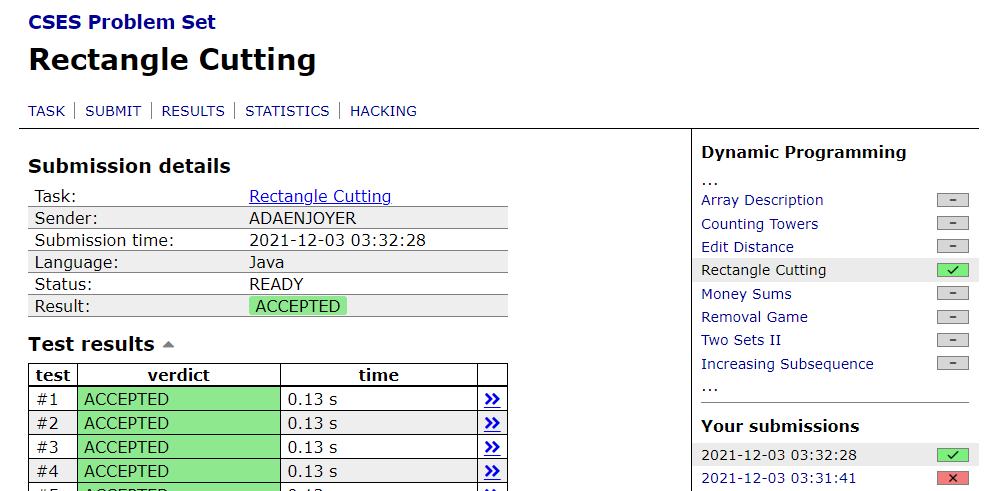 CSES Problem Set
Rectangle Cutting
TASK | SUBMIT | RESULTS | STATISTICS | HACKING
Submission details
Task: Rectangle Cutting
Sender: ADAENJOYER
Submission time: 2021-12-03 03:32:28
Language: Java
Status: READY
Result: ACCEPTED
Test results
test verdict time
#1 ACCEPTED 0.13 s »
#2 ACCEPTED 0.13 s »
#3 ACCEPTED 0.13 s »
#4 ACCEPTED 0.13 s »
Dynamic Programming
...
Array Description –
Counting Towers –
Edit Distance –
Rectangle Cutting ✓
Money Sums –
Removal Game –
Two Sets II –
Increasing Subsequence –
...
Your submissions
2021-12-03 03:32:28 ✓
2021-12-03 03:31:41 ×